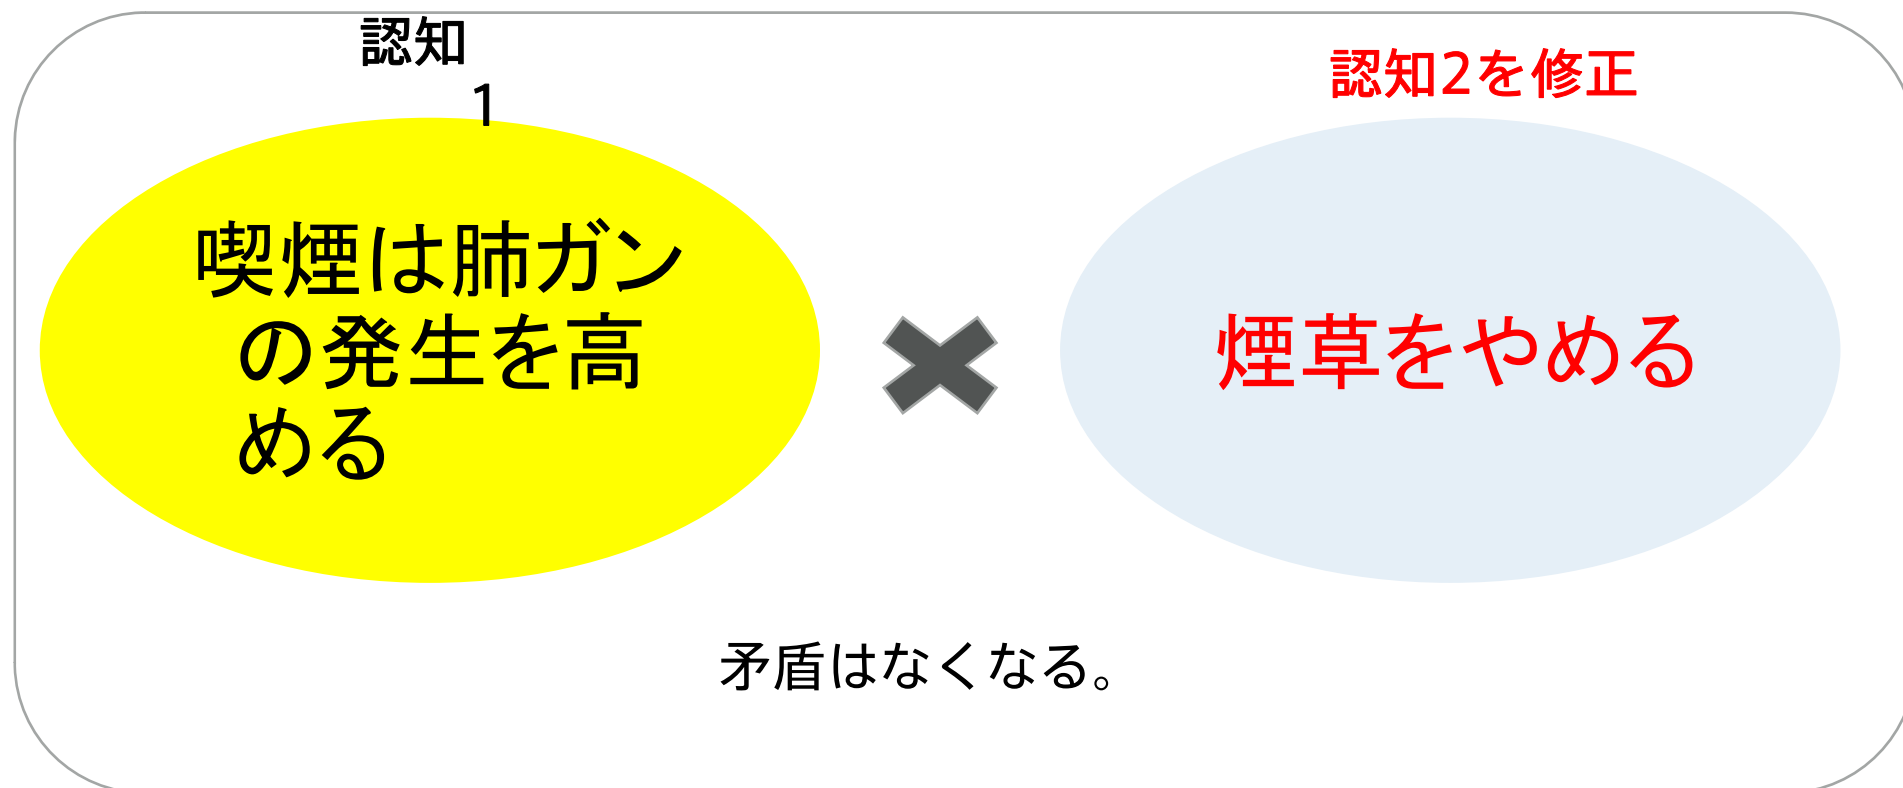 認知
1
認知2を修正
喫煙は肺ガン
の発生を高
める
煙草をやめる
矛盾はなくなる。